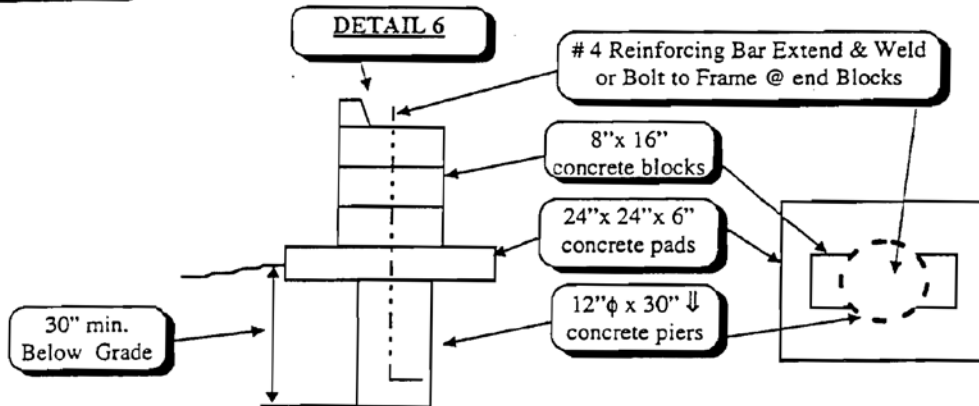 DETAIL 6
# 4 Reinforcing Bar Extend & Weld
or Bolt to Frame @ end Blocks
8”x 16”
concrete blocks
24”x 24”x 6”
concrete pads
12”ϕ x 30” ⇓
concrete piers
30” min.
Below Grade